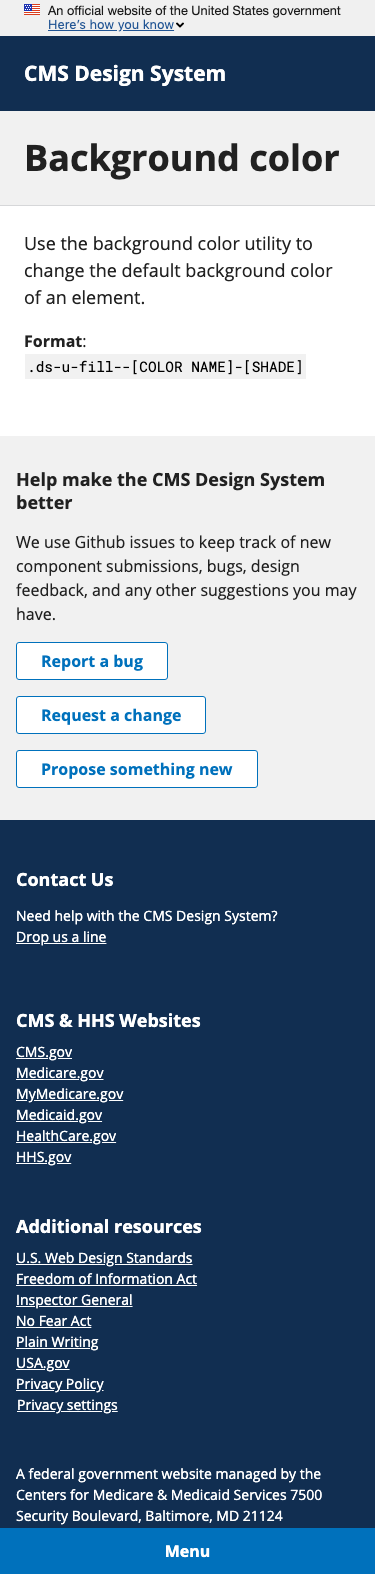 An official website of the United States government
Here's how you know
CMS Design System
Background color
Use the background color utility to
change the default background color
of an element.
Format:
.ds-u-fill--[COLOR NAME]-[SHADE]
Help make the CMS Design System
better
We use Github issues to keep track of new
component submissions, bugs, design
feedback, and any other suggestions you may
have.
Report a bug
Request a change
Propose something new
Contact Us
Need help with the CMS Design System?
Drop us a line
CMS & HHS Websites
CMS.gov
Medicare.gov
MyMedicare.gov
Medicaid.gov
HealthCare.gov
HHS.gov
Additional resources
U.S. Web Design Standards
Freedom of Information Act
Inspector General
No Fear Act
Plain Writing
USA.gov
Privacy Policy
Privacy settings
A federal government website managed by the
Centers for Medicare & Medicaid Services 7500
Security Boulevard, Baltimore, MD 21124
Menu